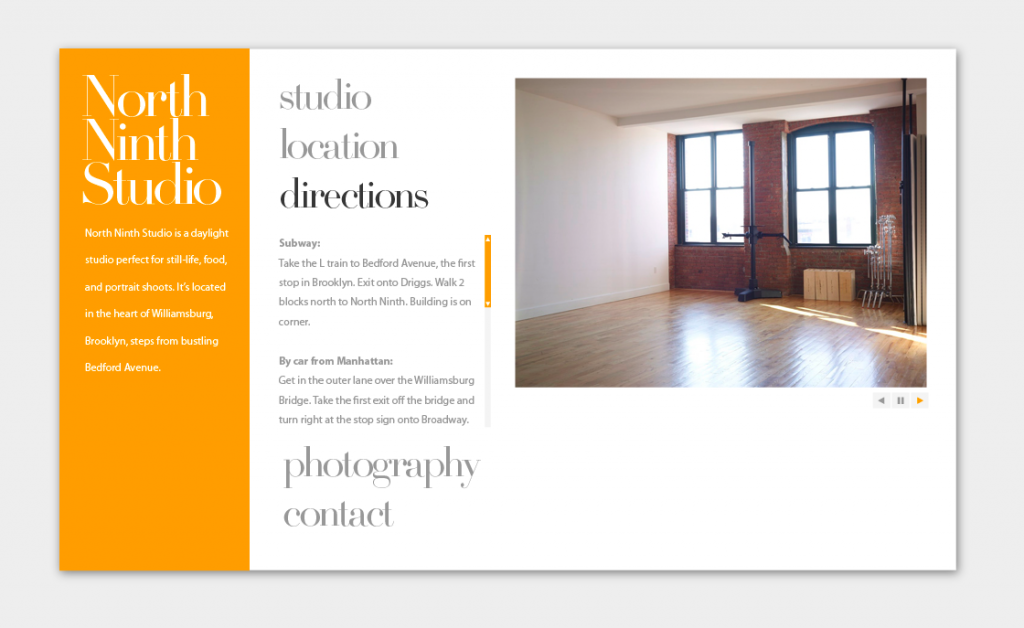 North
Ninth
Studio
North Ninth Studio is a daylight
studio perfect for still-life, food,
and portrait shoots. It's located
in the heart of Williamsburg,
Brooklyn, steps from bustling
Bedford Avenue.
studio
location
directions
Subway:
Take the L train to Bedford Avenue, the first
stop in Brooklyn. Exit onto Driggs. Walk 2
blocks north to North Ninth. Building is on
corner.
By car from Manhattan:
Get in the outer lane over the Williamsburg
Bridge. Take the first exit off the bridge and
turn right at the stop sign onto Broadway.
photography
contact